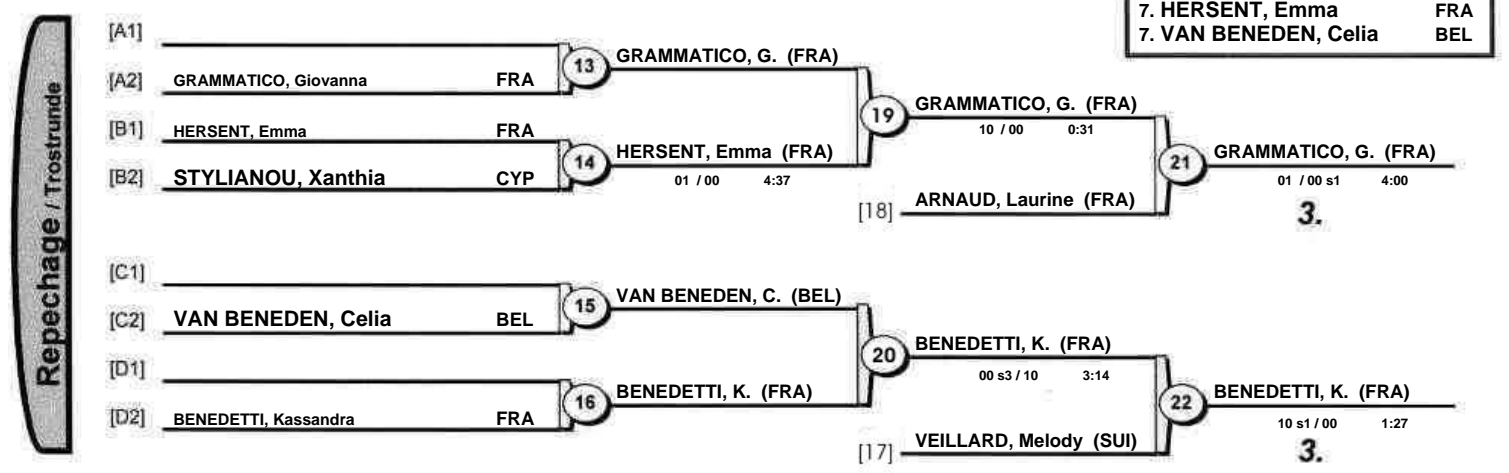 7. HERSENT, Emma FRA
7. VAN BENEDEN, Celia BEL
Repechage / Trostrunde
[A1]
[A2] GRAMMATICO, Giovanna FRA
13 GRAMMATICO, G. (FRA)
[B1] HERSENT, Emma FRA
[B2] STYLIANOU, Xanthia CYP
14 HERSENT, Emma (FRA)
01 / 00 4:37
19 GRAMMATICO, G. (FRA)
10 / 00 0:31
[18] ARNAUD, Laurine (FRA)
21 GRAMMATICO, G. (FRA)
01 / 00 s1 4:00
3.
[C1]
[C2] VAN BENEDEN, Celia BEL
15 VAN BENEDEN, C. (BEL)
[D1]
[D2] BENEDETTI, Kassandra FRA
16 BENEDETTI, K. (FRA)
20 BENEDETTI, K. (FRA)
00 s3 / 10 3:14
[17] VEILLARD, Melody (SUI)
22 BENEDETTI, K. (FRA)
10 s1 / 00 1:27
3.